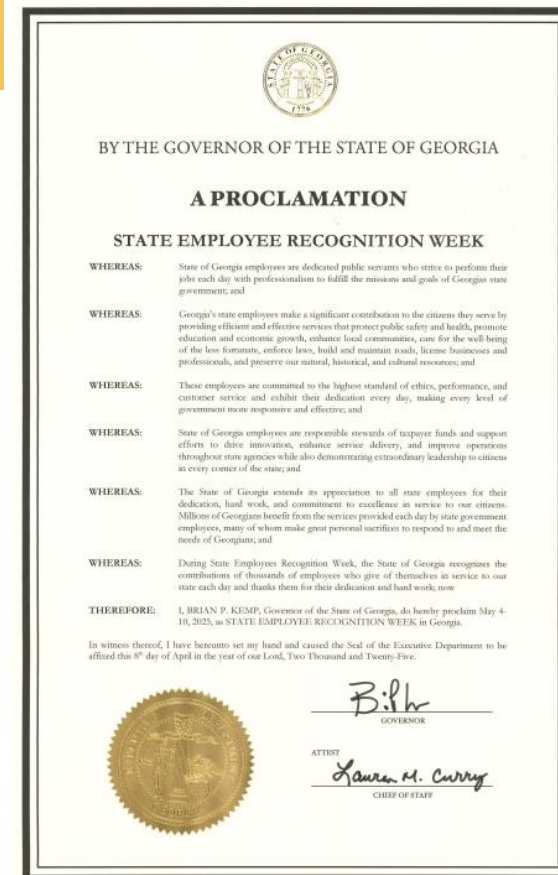 STATE OF GEORGIA
1776
BY THE GOVERNOR OF THE STATE OF GEORGIA
A PROCLAMATION
STATE EMPLOYEE RECOGNITION WEEK
WHEREAS: State of Georgia employees are dedicated public servants who strive to perform their
jobs each day with professionalism to fulfill the missions and goals of Georgias state
government; and
WHEREAS: Georgia's state employees make a significant contribution to the citizens they serve by
providing efficient and effective services that protect public safety and health, promote
education and economic growth, enhance local communities, care for the well-being
of the less fortunate, enforce laws, build and maintain roads, license businesses and
professionals, and preserve our natural, historical, and cultural resources; and
WHEREAS: These employees are committed to the highest standard of ethics, performance, and
customer service and exhibit their dedication every day, making every level of
government more responsive and effective; and
WHEREAS: State of Georgia employees are responsible stewards of taxpayer funds and support
efforts to drive innovation, enhance service delivery, and improve operations
throughout state agencies while also demonstrating extraordinary leadership to citizens
in every corner of the state; and
WHEREAS: The State of Georgia extends its appreciation to all state employees for their
dedication, hard work, and commitment to excellence in service to our citizens.
Millions of Georgians benefit from the services provided each day by state government
employees, many of whom make great personal sacrifices to respond to and meet the
needs of Georgians; and
WHEREAS: During State Employees Recognition Week, the State of Georgia recognizes the
contributions of thousands of employees who give of themselves in service to our
state each day and thanks them for their dedication and hard work; now
THEREFORE: I, BRIAN P. KEMP, Governor of the State of Georgia, do hereby proclaim May 4-
10, 2025, as STATE EMPLOYEE RECOGNITION WEEK in Georgia.
In witness thereof, I have hereunto set my hand and caused the Seal of the Executive Department to be
affixed this 8th day of April in the year of our Lord, Two Thousand and Twenty-Five.
GOVERNOR
ATTEST
Lauren M. Curry
CHIEF OF STAFF